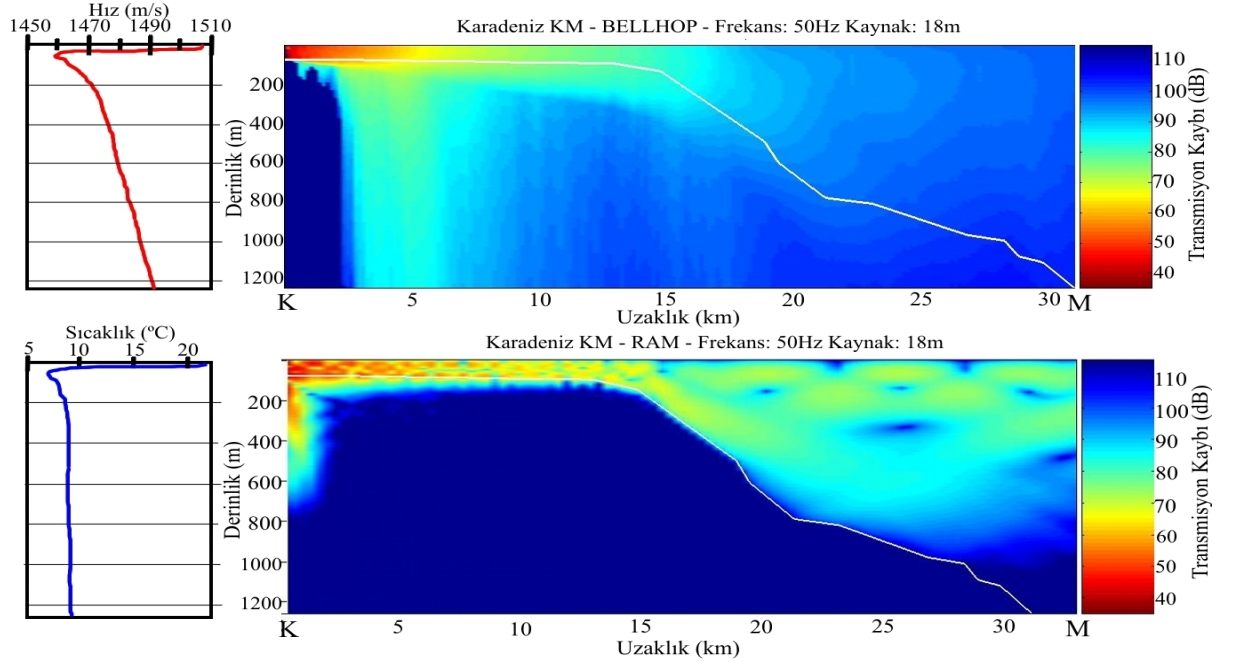 Hız (m/s)
1450 1470 1490 1510
Karadeniz KM - BELLHOP - Frekans: 50Hz Kaynak: 18m
Derinlik (m)
200
400
600
800
1000
1200
K 5 10 15 20 25 30 M
Uzaklık (km)
110
100
90
80
70
60
50
40
Transmisyon Kaybı (dB)
Sıcaklık (ºC)
5 10 15 20
Karadeniz KM - RAM - Frekans: 50Hz Kaynak: 18m
Derinlik (m)
200
400
600
800
1000
1200
K 5 10 15 20 25 30 M
Uzaklık (km)
110
100
90
80
70
60
50
40
Transmisyon Kaybı (dB)